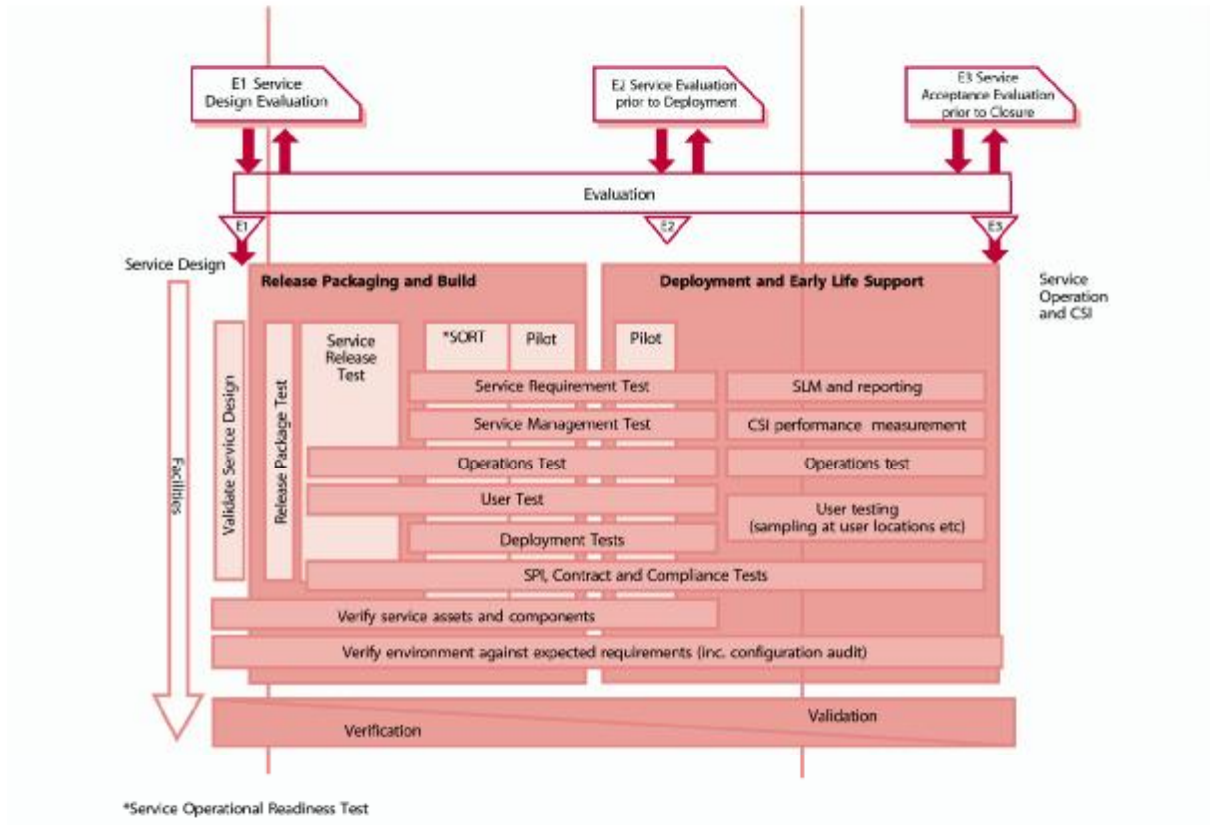 E1 Service
Design Evaluation
E2 Service Evaluation
prior to Deployment
E3 Service
Acceptance Evaluation
prior to Closure
Evaluation
E1
E2
E3
Service Design
Release Packaging and Build
Deployment and Early Life Support
Service
Operation
and CSI
Facilities
Validate Service Design
Release Package Test
Service
Release
Test
*SORT
Pilot
Pilot
Service Requirement Test
SLM and reporting
Service Management Test
CSI performance measurement
Operations Test
Operations test
User Test
User testing
(sampling at user locations etc)
Deployment Tests
SPI, Contract and Compliance Tests
Verify service assets and components
Verify environment against expected requirements (inc. configuration audit)
Validation
Verification
*Service Operational Readiness Test